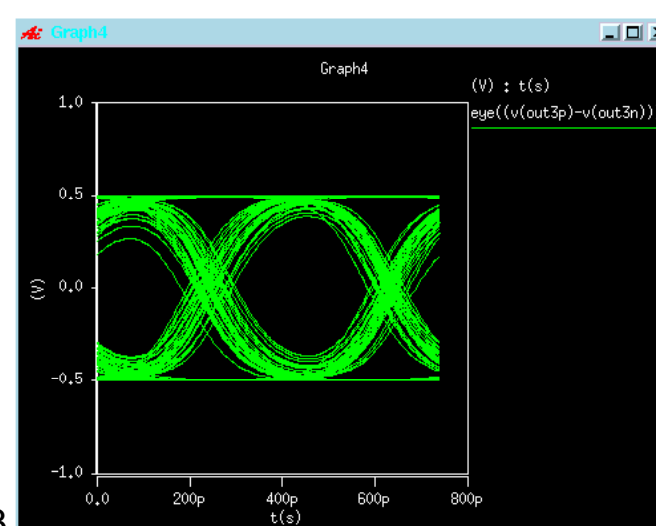 Graph4
Graph4
(V) : t(s)
eye((v(out3p)-v(out3n))
1.0
0.5
0.0
-0.5
-1.0
(V)
0.0 200p 400p 600p 800p
t(s)